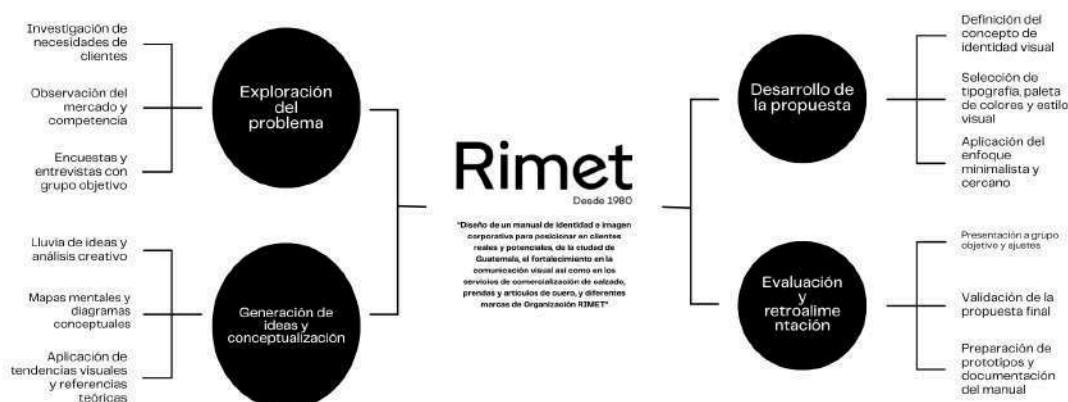 Investigación de
necesidades de
clientes
Observación del
mercado y
competencia
Encuestas y
entrevistas con
grupo objetivo
Exploración
del
problema
Lluvia de ideas y
análisis creativo
Mapas mentales y
diagramas
conceptuales
Aplicación de
tendencias visuales
y referencias
teóricas
Generación de
ideas y
conceptualización
Rimet
Desde 1980
"Diseño de un manual de identidad e imagen
corporativa para posicionar en clientes
reales y potenciales, de la ciudad de
Guatemala, el fortalecimiento en la
comunicación visual así como en los
servicios de comercialización de calzado,
prendas y artículos de cuero, y diferentes
marcas de Organización RIMET"
Desarrollo de
la propuesta
Definición del
concepto de
identidad visual
Selección de
tipografía, paleta
de colores y estilo
visual
Aplicación del
enfoque
minimalista y
cercano
Evaluación
y
retroalime
ntación
Presentación a grupo
objetivo y ajustes
Validación de la
propuesta final
Preparación de
prototipos y
documentación
del manual